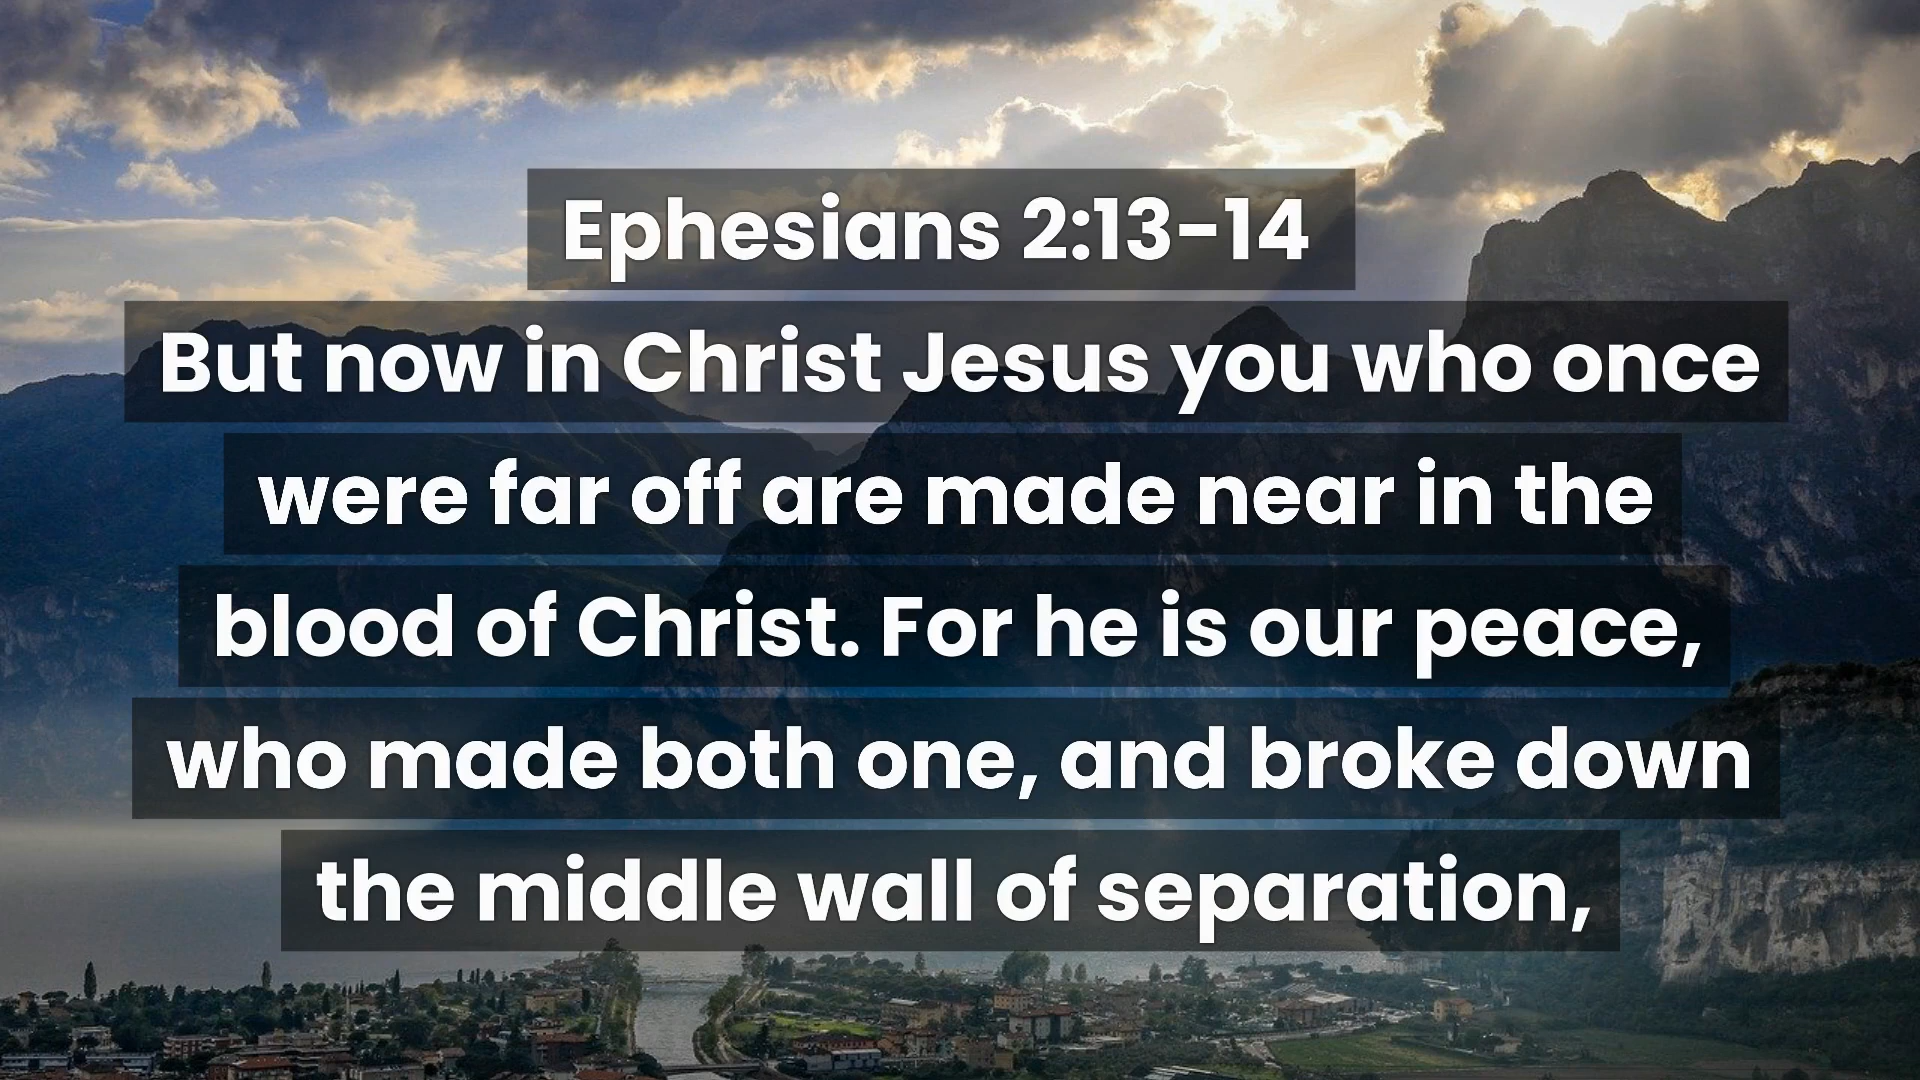 Ephesians 2:13-14
But now in Christ Jesus you who once
were far off are made near in the
blood of Christ. For he is our peace,
who made both one, and broke down
the middle wall of separation,